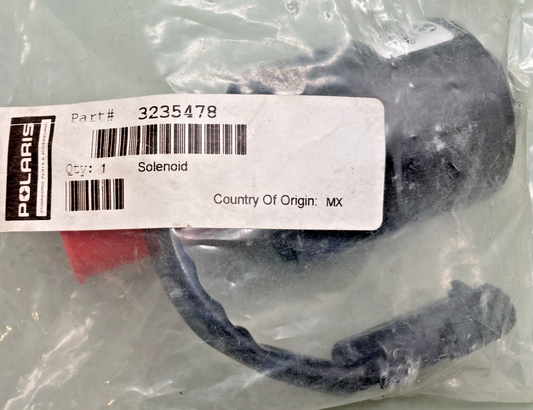 POLARIS
Part# 3235478
Qty: 1 Solenoid
Country Of Origin: MX